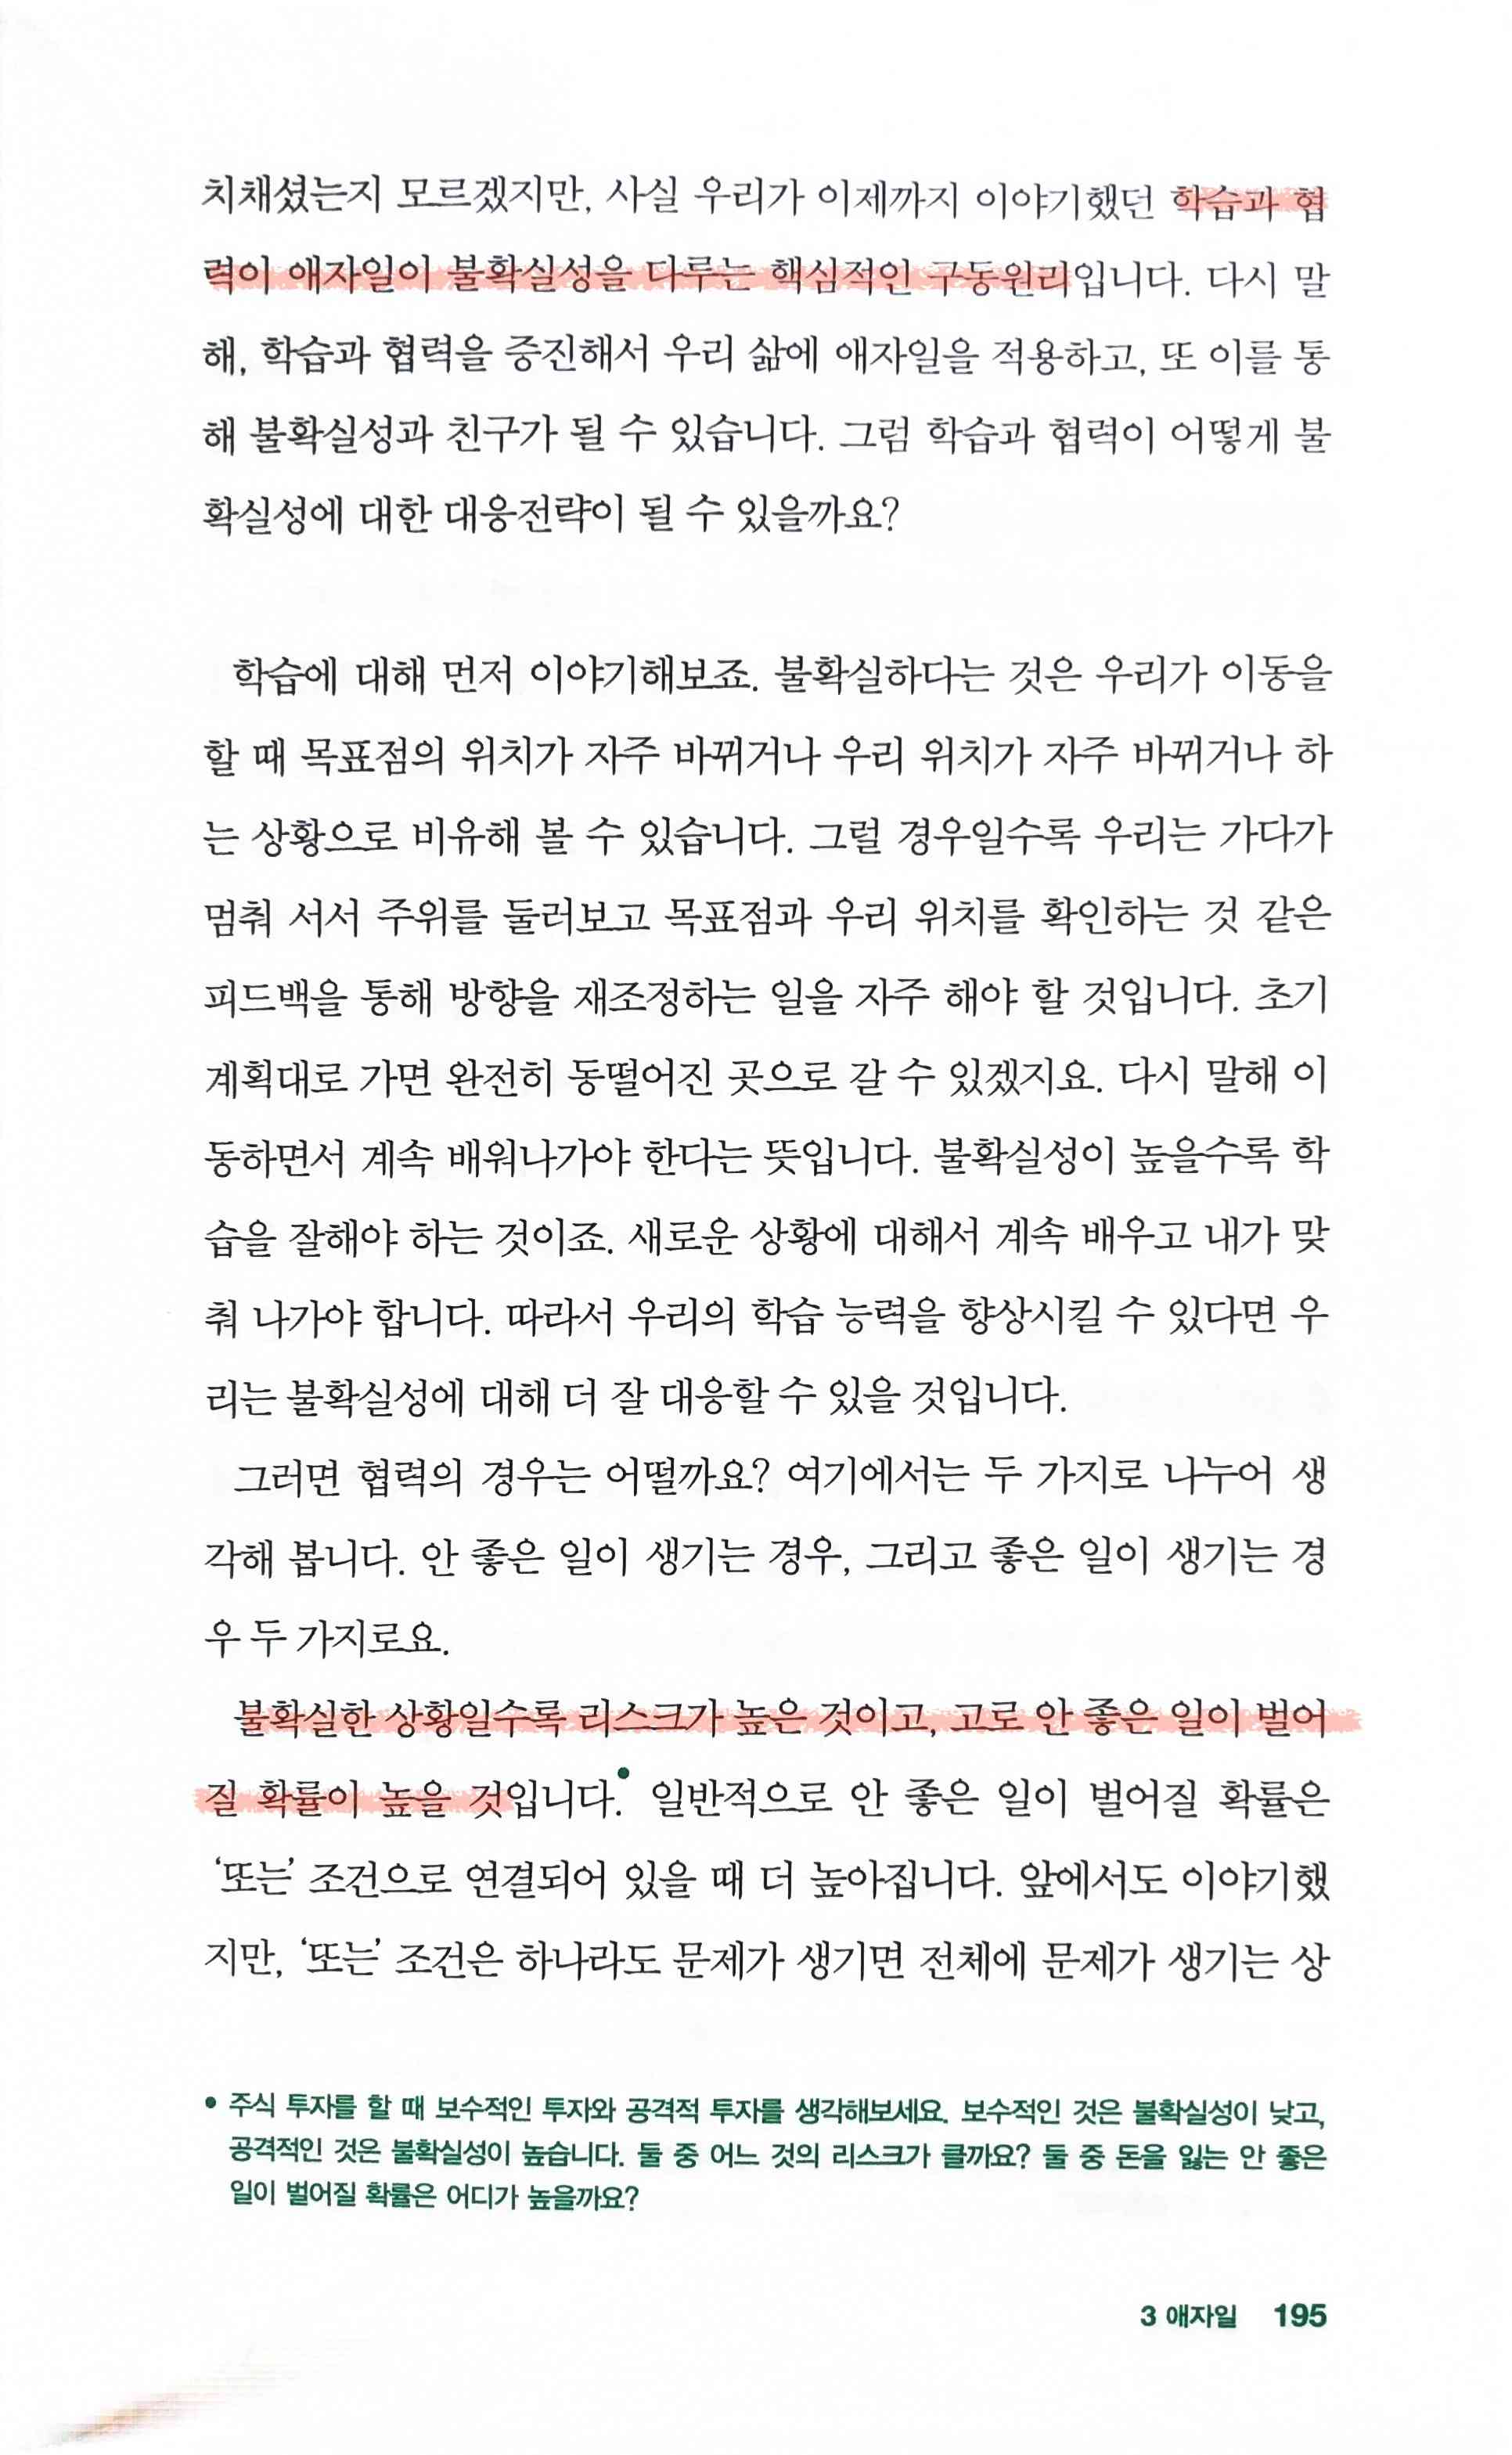 치채셨는지 모르겠지만, 사실 우리가 이제까지 이야기했던 학습과 협
력이 애자일이 불확실성을 다루는 핵심적인 구동원리입니다. 다시 말
해, 학습과 협력을 증진해서 우리 삶에 애자일을 적용하고, 또 이를 통
해 불확실성과 친구가 될 수 있습니다. 그럼 학습과 협력이 어떻게 불
확실성에 대한 대응전략이 될 수 있을까요?
학습에 대해 먼저 이야기해보죠. 불확실하다는 것은 우리가 이동을
할 때 목표점의 위치가 자주 바뀌거나 우리 위치가 자주 바뀌거나 하
는 상황으로 비유해 볼 수 있습니다. 그럴 경우일수록 우리는 가다가
멈춰 서서 주위를 둘러보고 목표점과 우리 위치를 확인하는 것 같은
피드백을 통해 방향을 재조정하는 일을 자주 해야 할 것입니다. 초기
계획대로 가면 완전히 동떨어진 곳으로 갈 수 있겠지요. 다시 말해 이
동하면서 계속 배워나가야 한다는 뜻입니다. 불확실성이 높을수록 학
습을 잘해야 하는 것이죠. 새로운 상황에 대해서 계속 배우고 내가 맞
춰 나가야 합니다. 따라서 우리의 학습 능력을 향상시킬 수 있다면 우
리는 불확실성에 대해 더 잘 대응할 수 있을 것입니다.
그러면 협력의 경우는 어떨까요? 여기에서는 두 가지로 나누어 생
각해 봅니다. 안 좋은 일이 생기는 경우, 그리고 좋은 일이 생기는 경
우 두 가지로요.
불확실한 상황일수록 리스크가 높은 것이고, 고로 안 좋은 일이 벌어
질 확률이 높을 것입니다.• 일반적으로 안 좋은 일이 벌어질 확률은
‘또는’ 조건으로 연결되어 있을 때 더 높아집니다. 앞에서도 이야기했
지만, ‘또는’ 조건은 하나라도 문제가 생기면 전체에 문제가 생기는 상
• 주식 투자를 할 때 보수적인 투자와 공격적 투자를 생각해보세요. 보수적인 것은 불확실성이 낮고,
공격적인 것은 불확실성이 높습니다. 둘 중 어느 것의 리스크가 클까요? 둘 중 돈을 잃는 안 좋은
일이 벌어질 확률은 어디가 높을까요?
3 애자일 195